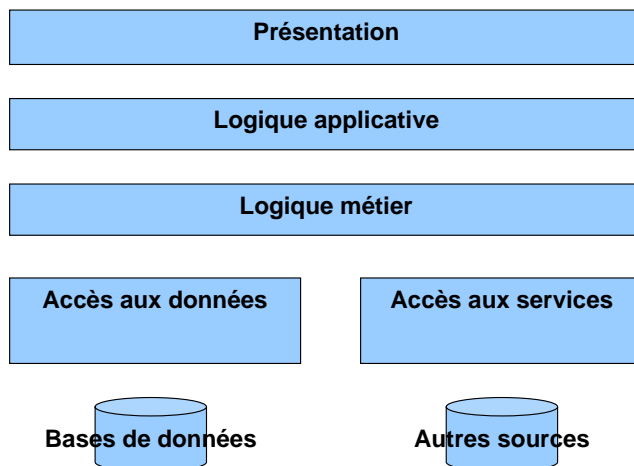 Présentation
Logique applicative
Logique métier
Accès aux données
Accès aux services
Bases de données
Autres sources